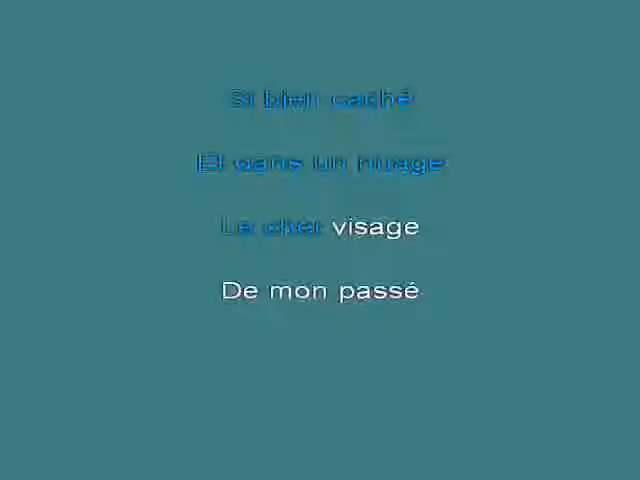 Si bien caché
Et dans un nuage
Le cher visage
De mon passé